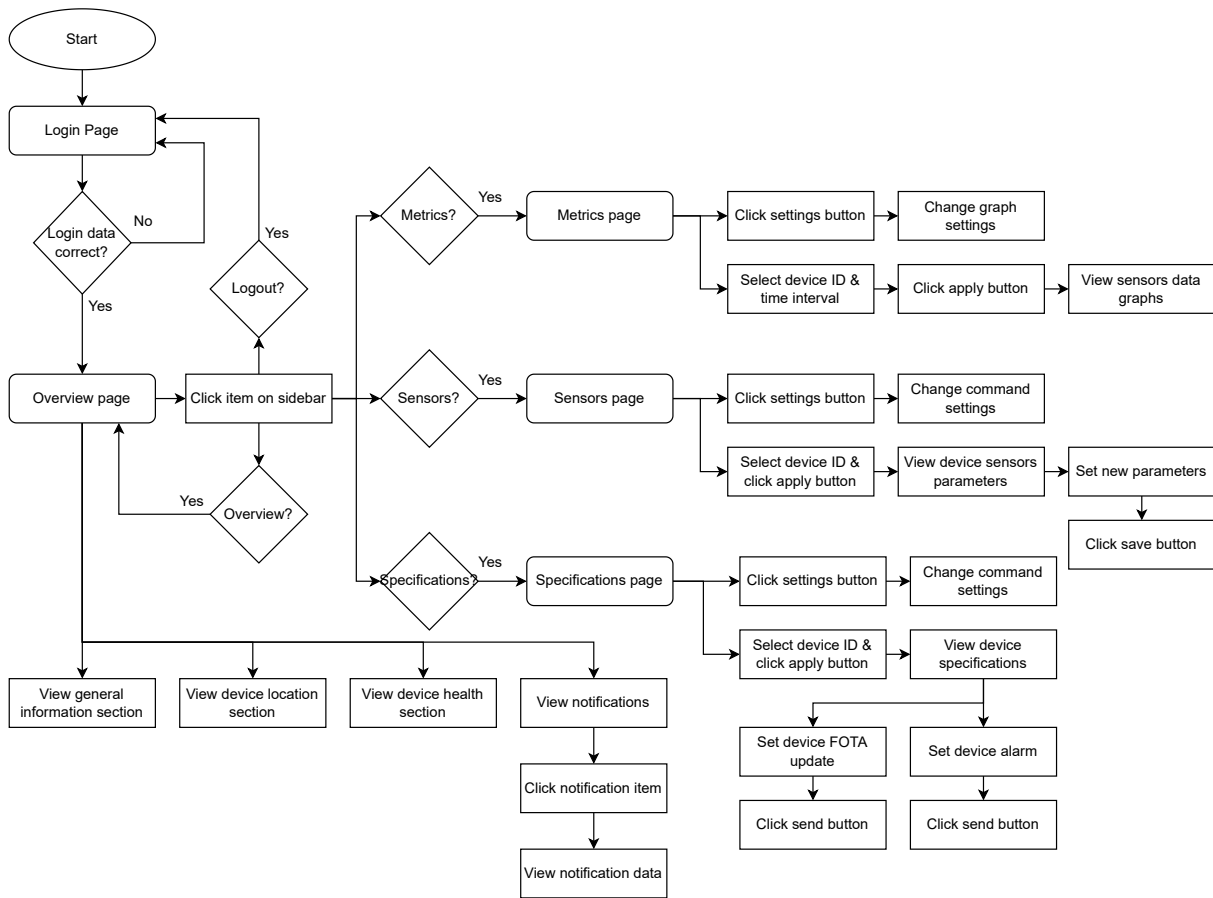 Start
Login Page
Login data
correct?
No
Yes
Yes
Logout?
Overview page
Click item on sidebar
Yes
Overview?
Metrics?
Yes
Metrics page
Click settings button
Change graph
settings
Select device ID &
time interval
Click apply button
View sensors data
graphs
Sensors?
Yes
Sensors page
Click settings button
Change command
settings
Select device ID &
click apply button
View device sensors
parameters
Set new parameters
Click save button
Specifications?
Yes
Specifications page
Click settings button
Change command
settings
Select device ID &
click apply button
View device
specifications
Set device FOTA
update
Set device alarm
Click send button
Click send button
View general
information section
View device location
section
View device health
section
View notifications
Click notification item
View notification data